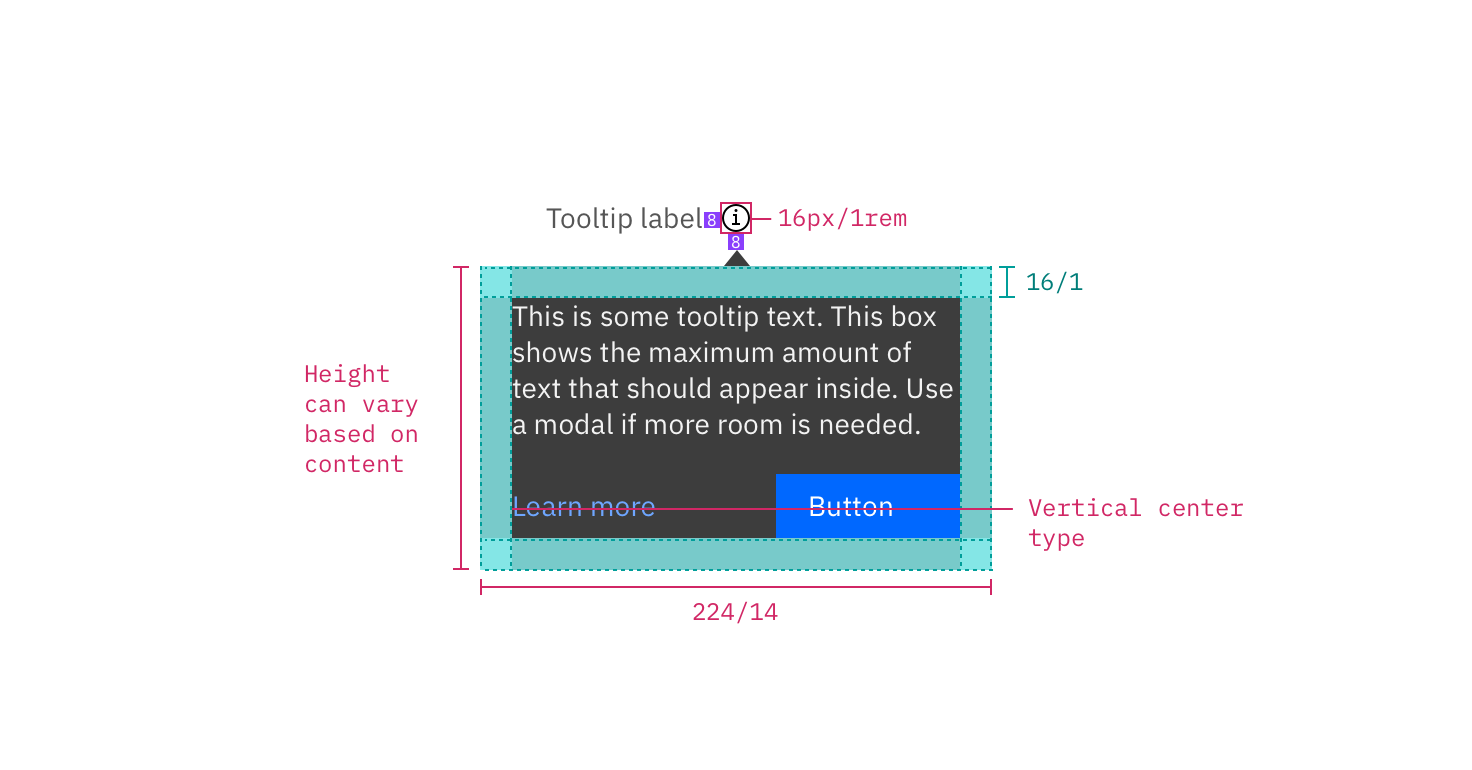 Tooltip label 8 i 16px/1rem
8
16/1
This is some tooltip text. This box
shows the maximum amount of
text that should appear inside. Use
a modal if more room is needed.
Height
can vary
based on
content
Learn more Button
Vertical center
type
224/14